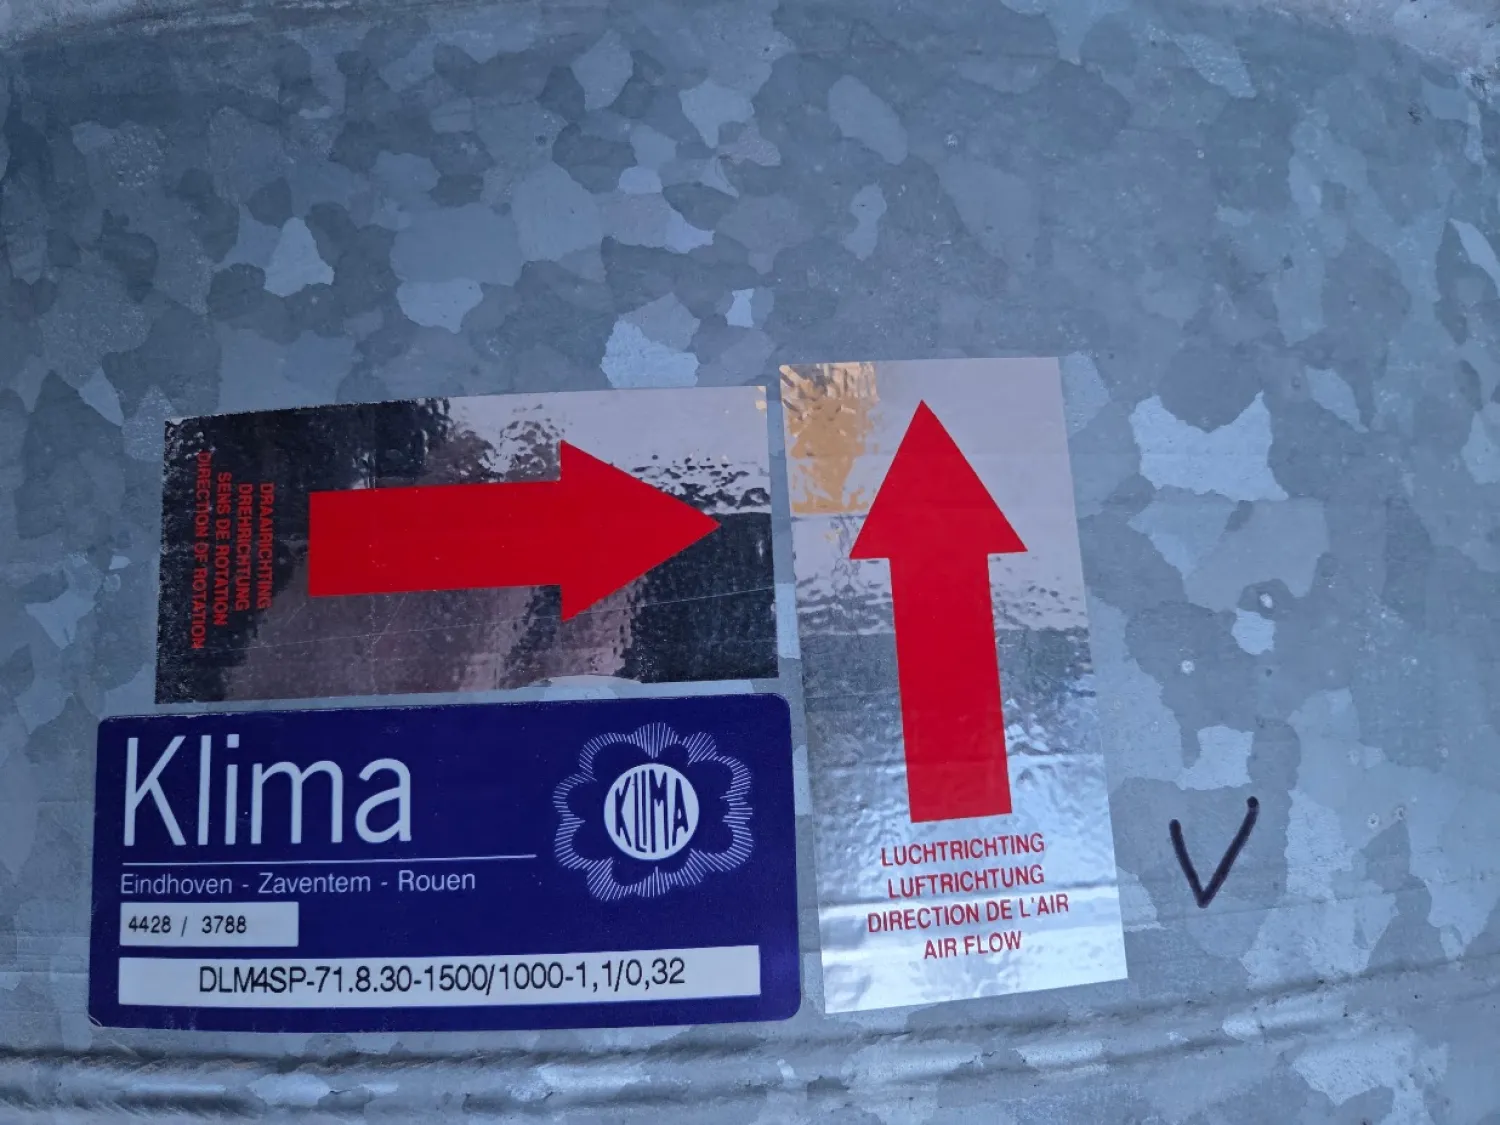 DRAAIRICHTING
DREHRICHTUNG
SENS DE ROTATION
DIRECTION OF ROTATION
Klima
KLIMA
Eindhoven - Zaventem - Rouen
4428 / 3788
DLM4SP-71.8.30-1500/1000-1,1/0,32
LUCHTRICHTING
LUFTRICHTUNG
DIRECTION DE L'AIR
AIR FLOW
V